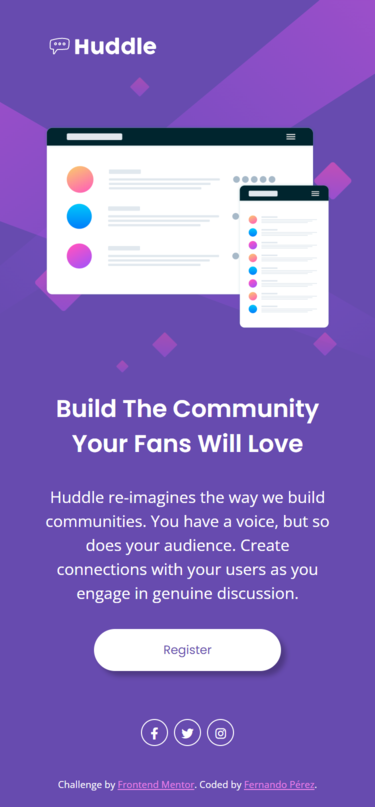 Huddle
Build The Community
Your Fans Will Love
Huddle re-imagines the way we build
communities. You have a voice, but so
does your audience. Create
connections with your users as you
engage in genuine discussion.
Register
Challenge by Frontend Mentor. Coded by Fernando Pérez.